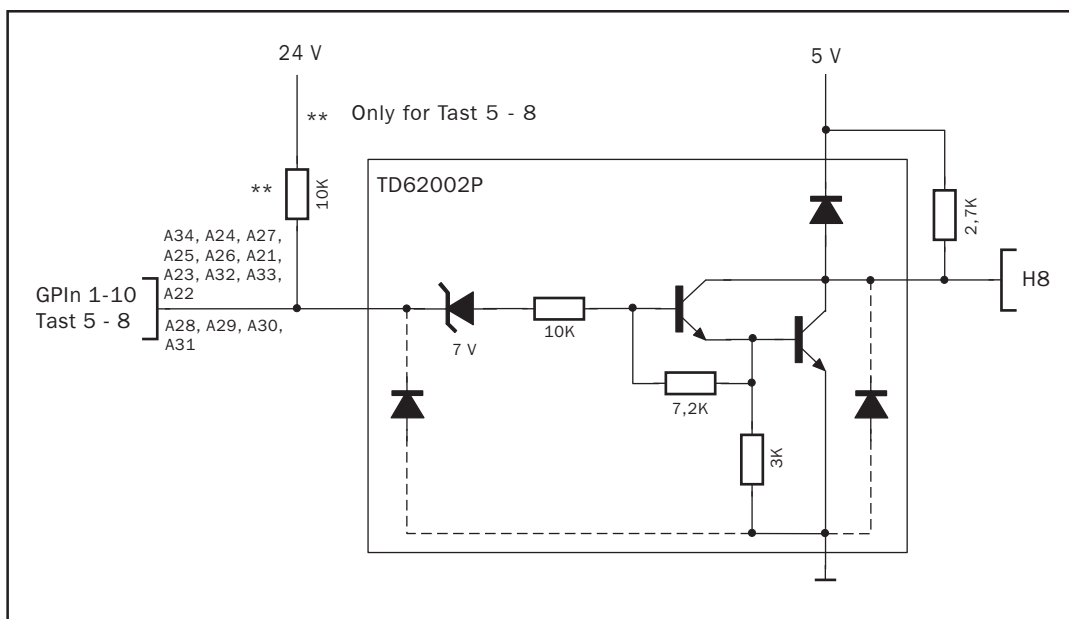 24 V
5 V
** Only for Tast 5 - 8
TD62002P
**
10K
2,7K
A34, A24, A27,
A25, A26, A21,
A23, A32, A33,
A22
GPIn 1-10
Tast 5 - 8
H8
A28, A29, A30,
A31
7 V
10K
7,2K
3K